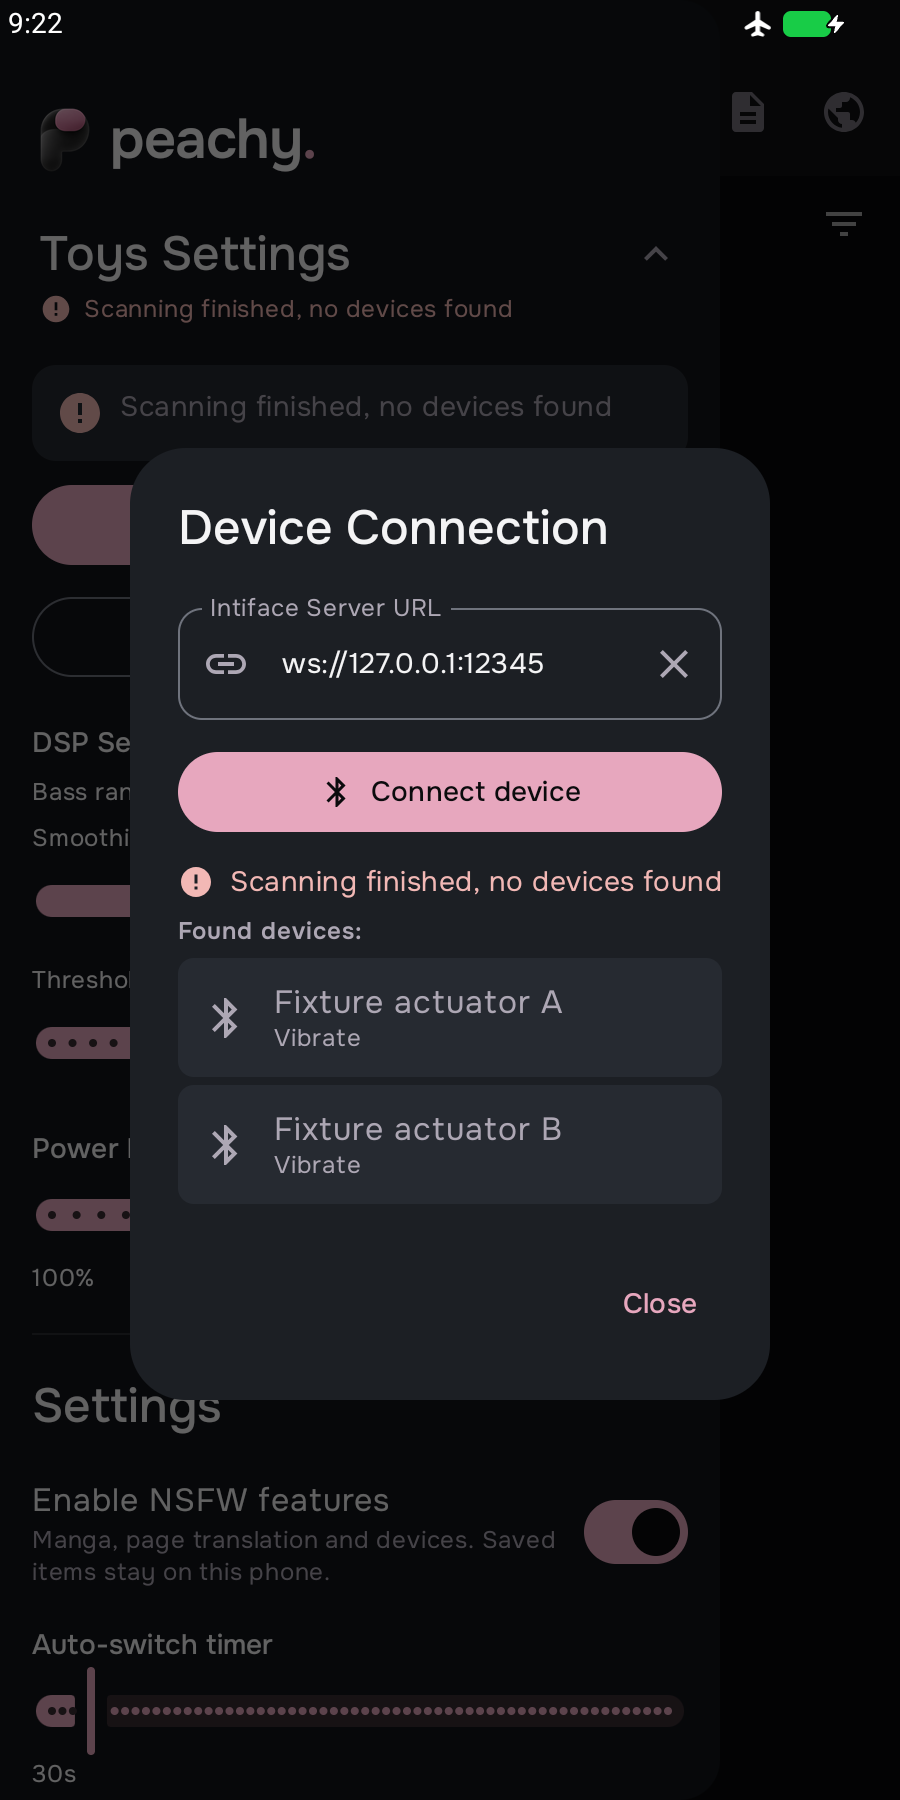 9:22
peachy.
Toys Settings
Scanning finished, no devices found
Scanning finished, no devices found
Device Connection
Intiface Server URL
ws://127.0.0.1:12345
Connect device
Scanning finished, no devices found
Found devices:
Fixture actuator A
Vibrate
Fixture actuator B
Vibrate
Close
DSP Se
Bass ran
Smoothi
Threshol
Power
100%
Settings
Enable NSFW features
Manga, page translation and devices. Saved
items stay on this phone.
Auto-switch timer
30s